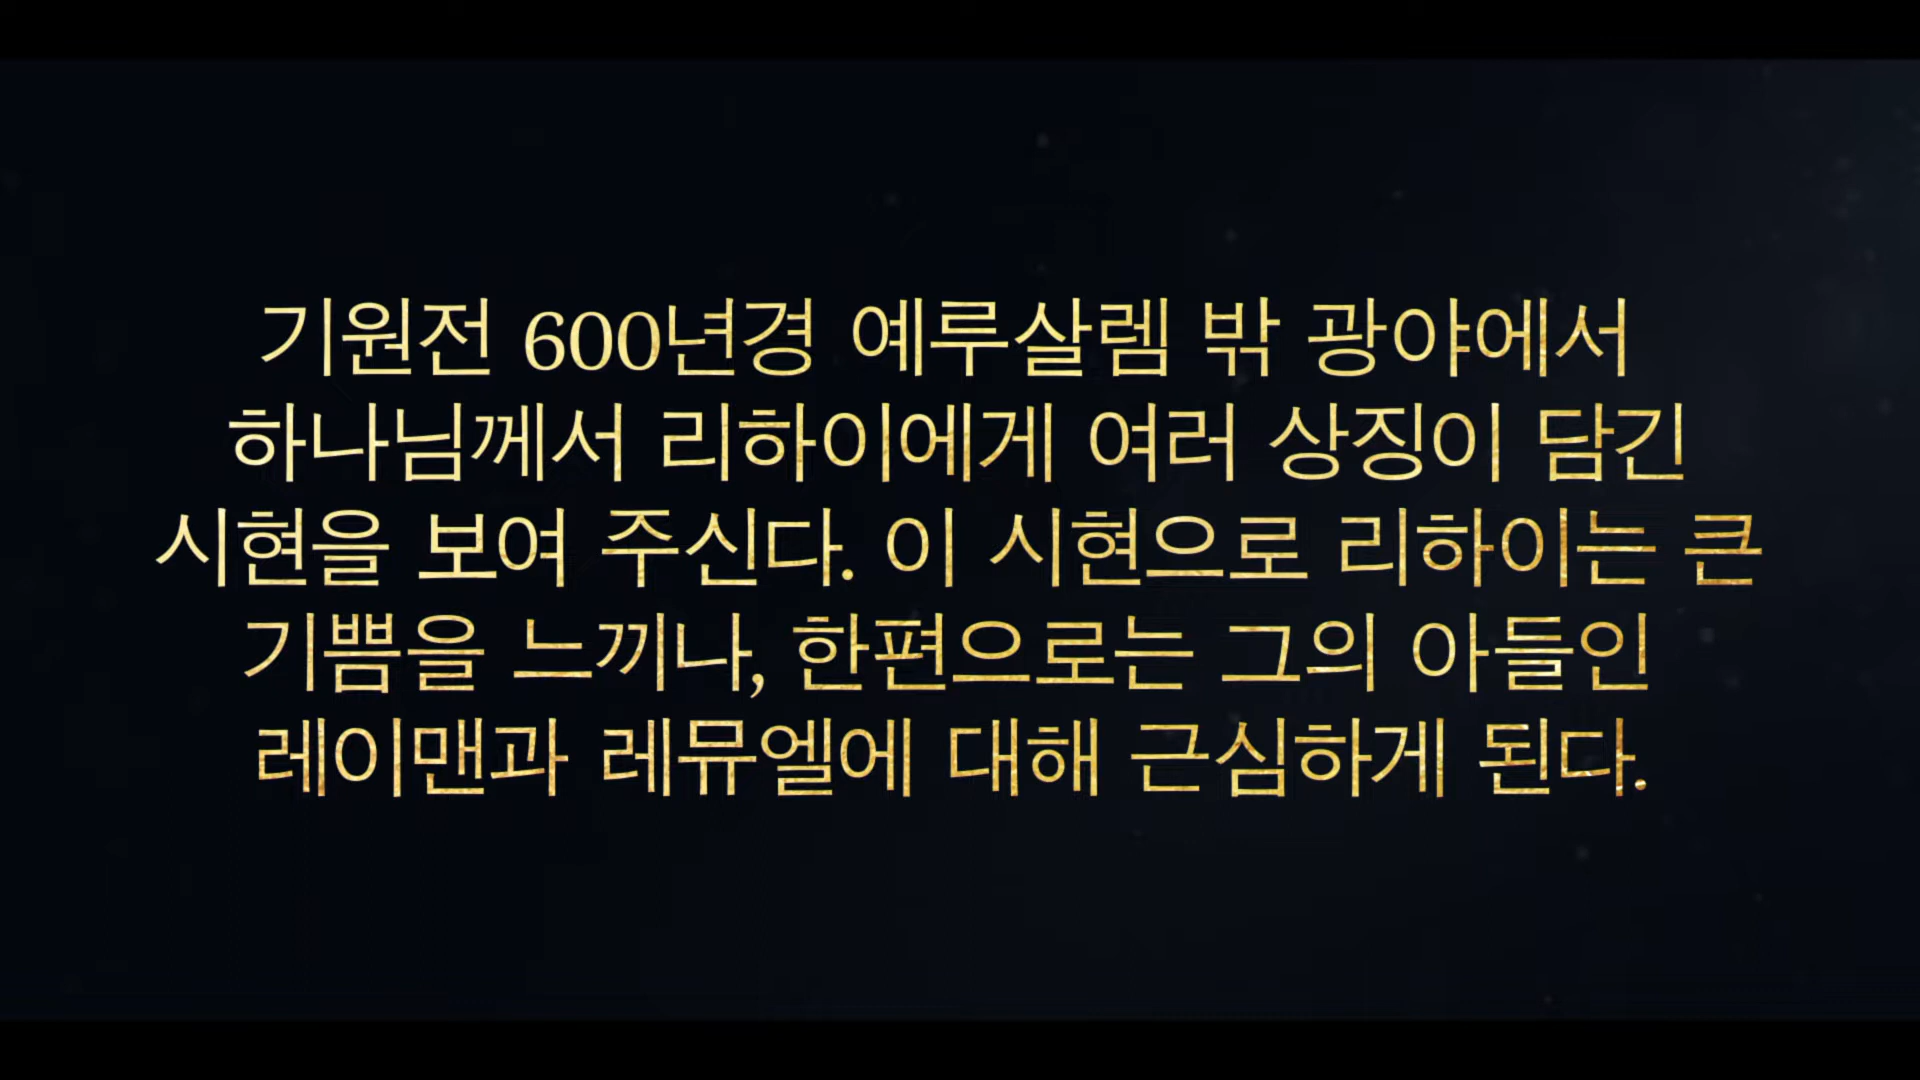 기원전 600년경 예루살렘 밖 광야에서
하나님께서 리하이에게 여러 상징이 담긴
시현을 보여 주신다. 이 시현으로 리하이는 큰
기쁨을 느끼나, 한편으로는 그의 아들인
레이맨과 레뮤엘에 대해 근심하게 된다.